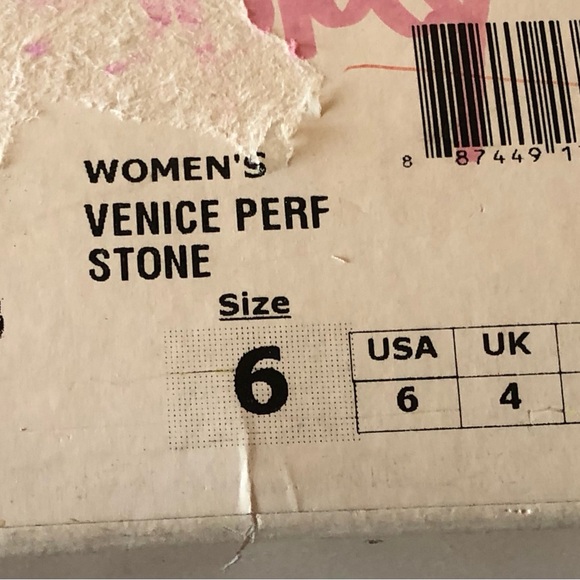 8 87449 1
WOMEN'S
VENICE PERF
STONE
Size
6
USA UK
6 4